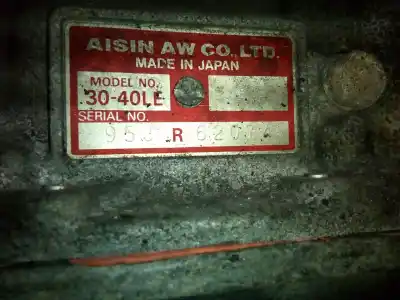 AISIN AW CO., LTD.
MADE IN JAPAN
MODEL NO.
30-40LE
SERIAL NO.